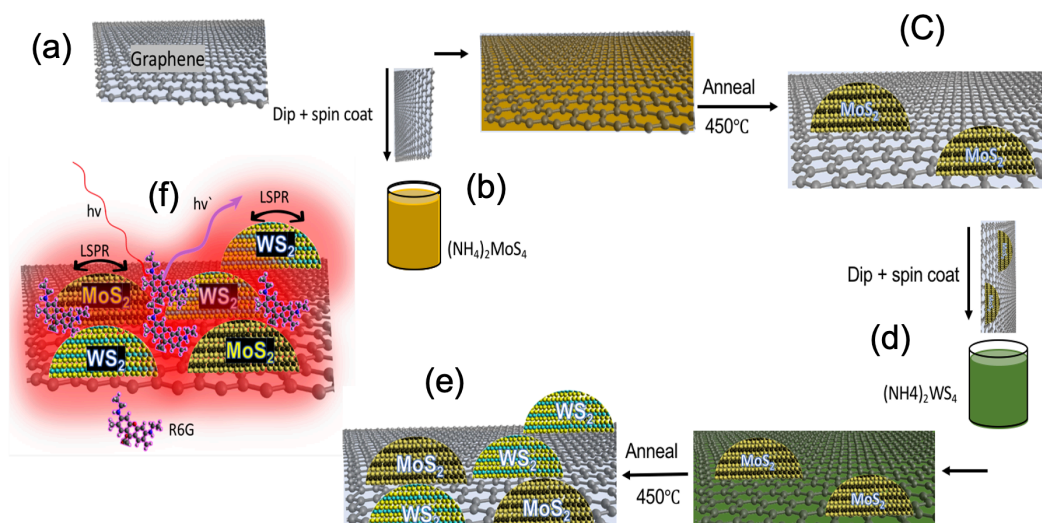 (a)
Graphene
Dip + spin coat
(b)
(NH₄)₂MoS₄
Anneal
450℃
(C)
MoS₂
MoS₂
Dip + spin coat
(d)
(NH4)₂WS₄
MoS₂
MoS₂
Anneal
450℃
(e)
WS₂
MoS₂
WS₂
WS₂
MoS₂
(f)
hv
hv`
LSPR
WS₂
LSPR
MoS₂
WS₂
WS₂
MoS₂
R6G